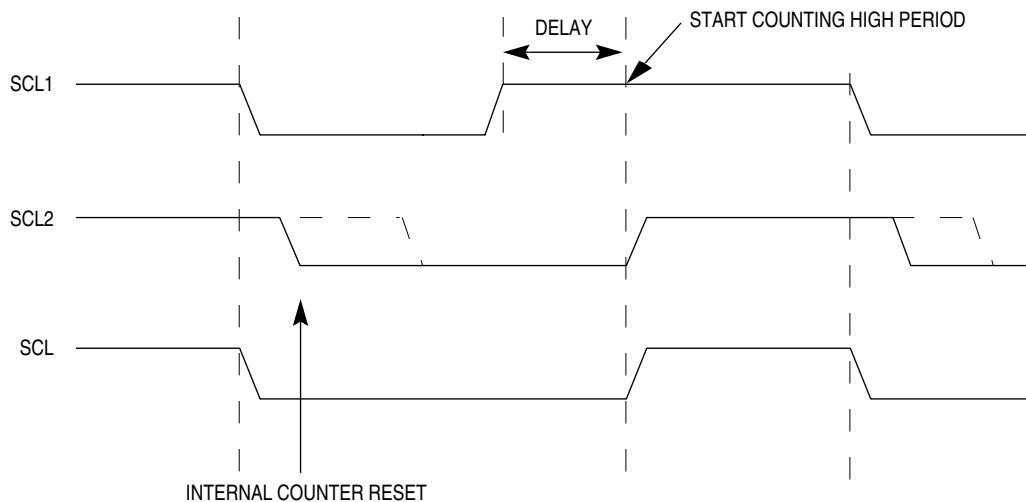 DELAY
START COUNTING HIGH PERIOD
SCL1
SCL2
SCL
INTERNAL COUNTER RESET